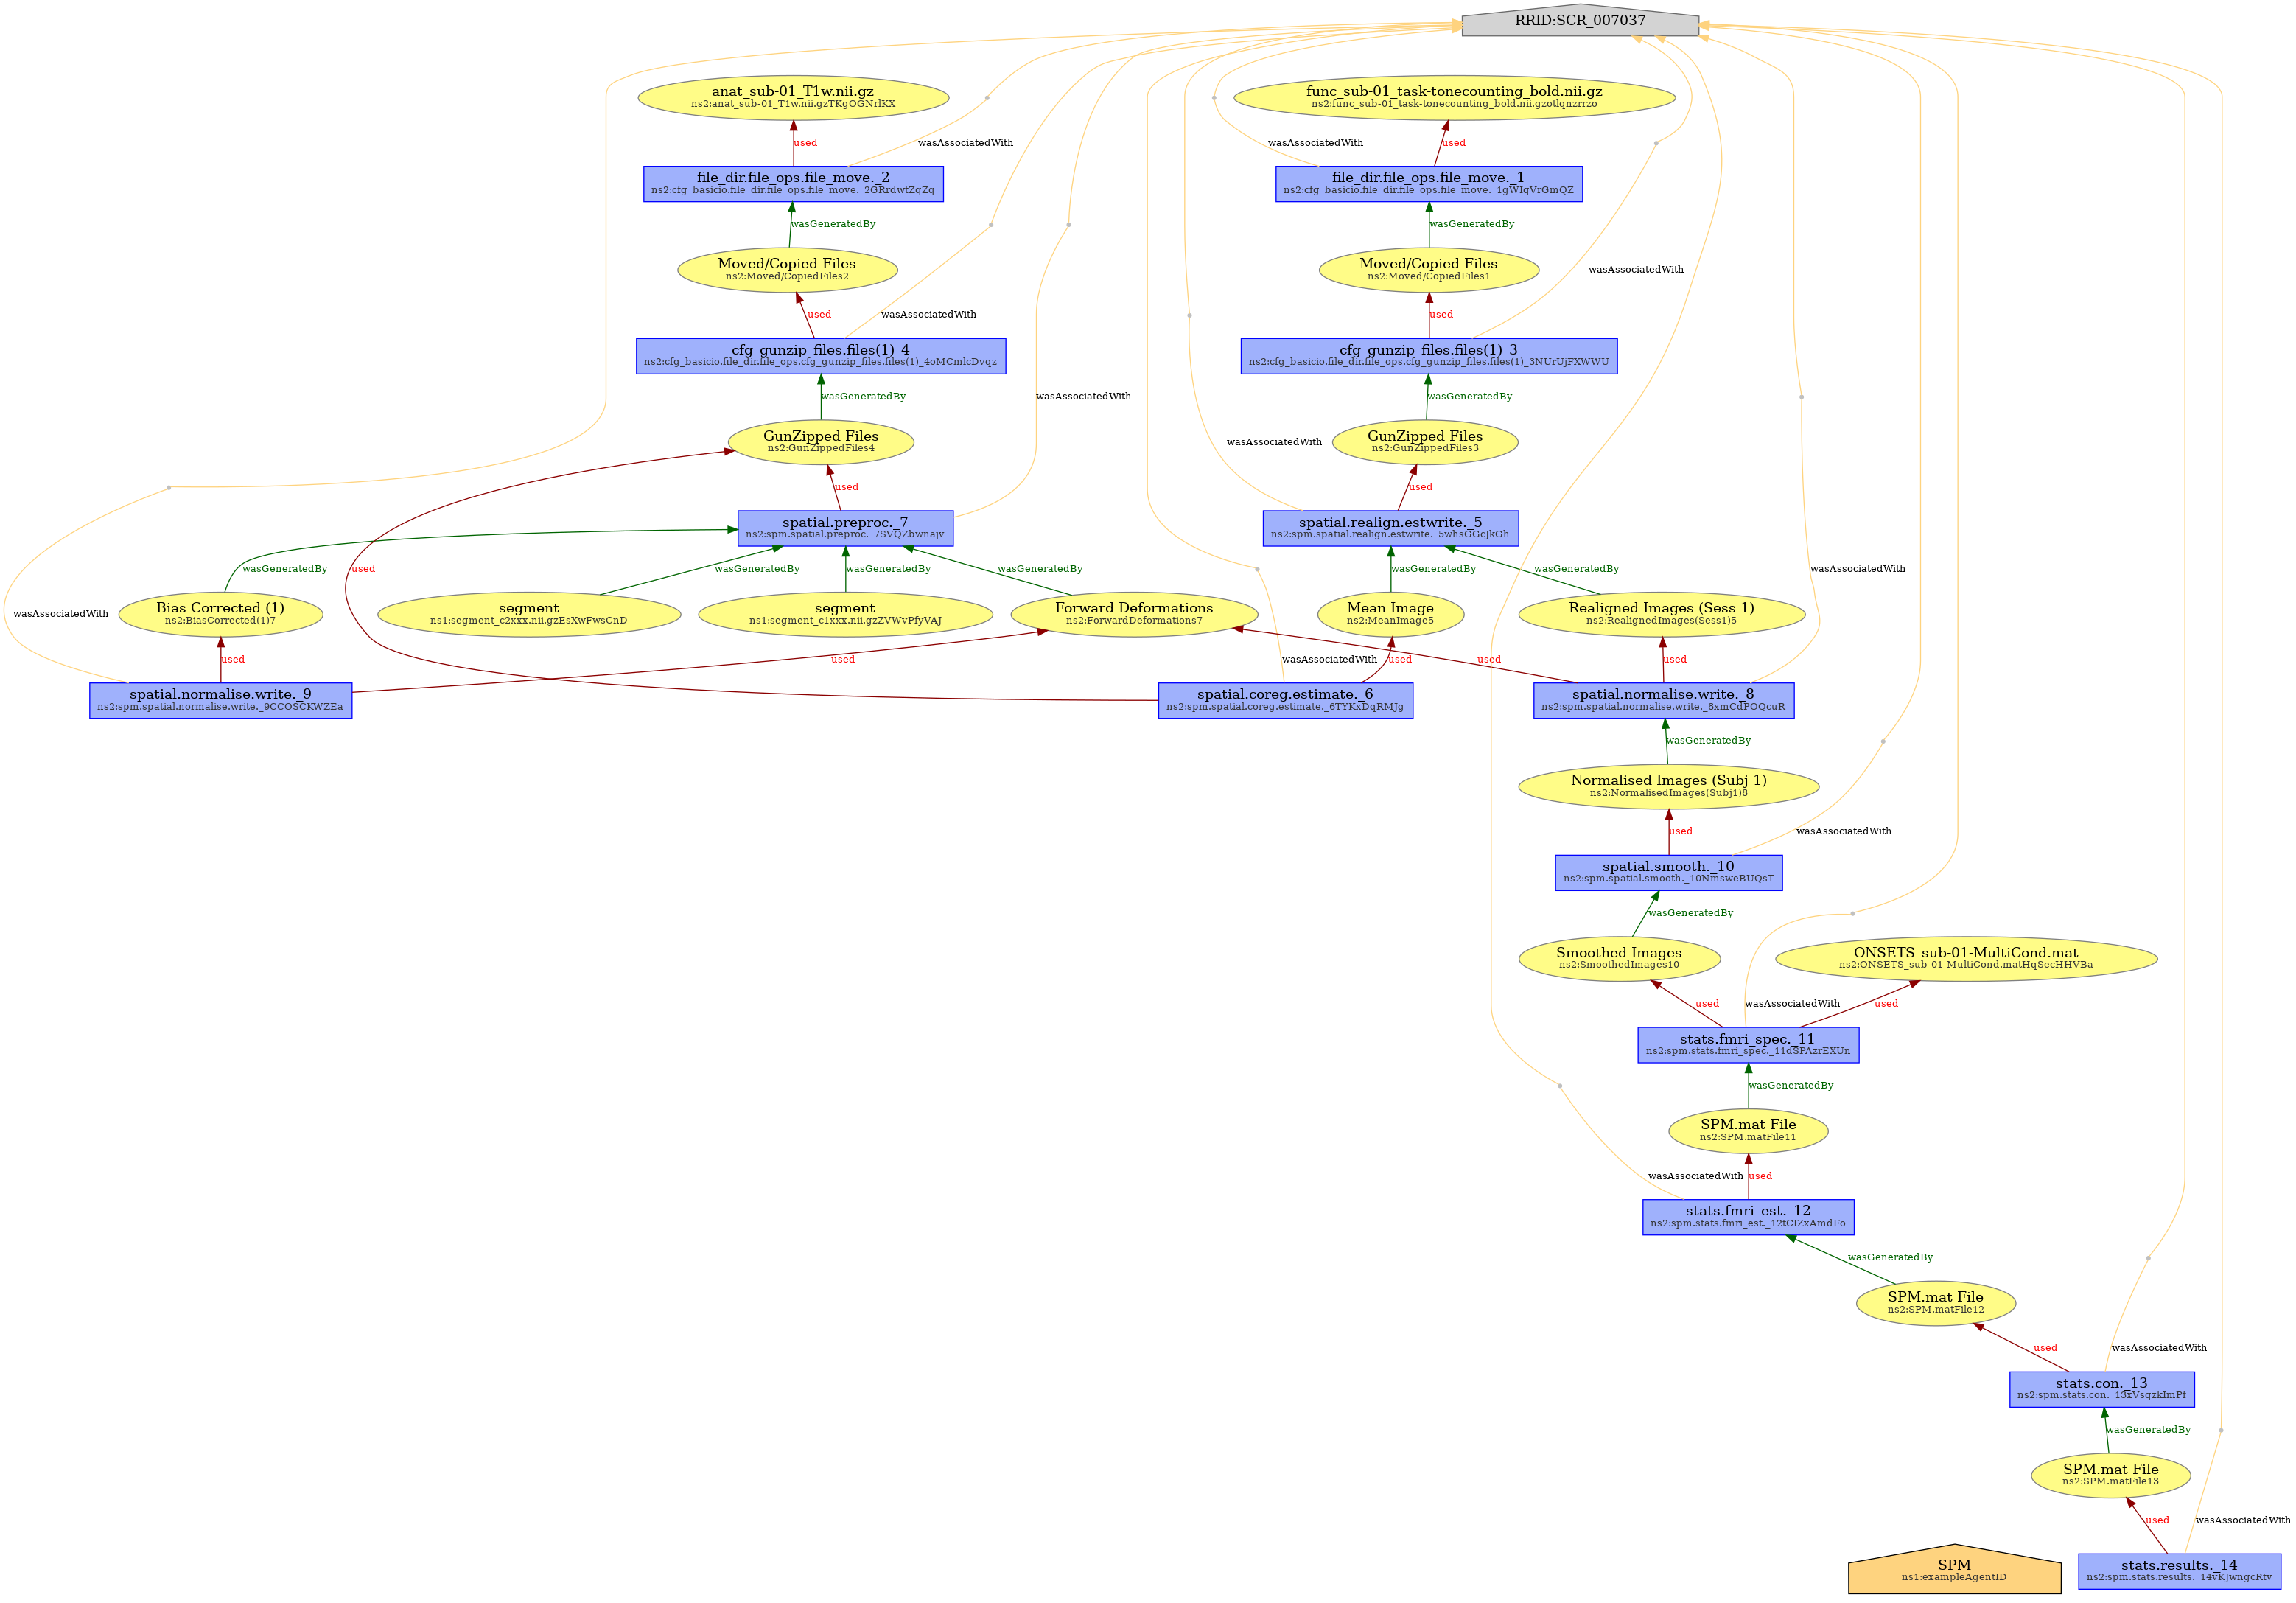 RRID:SCR_007037
anat_sub-01_T1w.nii.gz
ns2:anat_sub-01_T1w.nii.gzTKgOGNrlKX
func_sub-01_task-tonecounting_bold.nii.gz
ns2:func_sub-01_task-tonecounting_bold.nii.gzotlqnzrrzo
used
wasAssociatedWith
wasAssociatedWith
used
file_dir.file_ops.file_move._2
ns2:cfg_basicio.file_dir.file_ops.file_move._2GRrdwtZqZq
file_dir.file_ops.file_move._1
ns2:cfg_basicio.file_dir.file_ops.file_move._1gWIqVrGmQZ
wasGeneratedBy
wasGeneratedBy
Moved/Copied Files
ns2:Moved/CopiedFiles2
Moved/Copied Files
ns2:Moved/CopiedFiles1
wasAssociatedWith
used
wasAssociatedWith
used
cfg_gunzip_files.files(1)_4
ns2:cfg_basicio.file_dir.file_ops.cfg_gunzip_files.files(1)_4oMCmlcDvqz
cfg_gunzip_files.files(1)_3
ns2:cfg_basicio.file_dir.file_ops.cfg_gunzip_files.files(1)_3NUrUjFXWWU
wasGeneratedBy
wasAssociatedWith
wasGeneratedBy
GunZipped Files
ns2:GunZippedFiles4
GunZipped Files
ns2:GunZippedFiles3
wasAssociatedWith
used
used
spatial.preproc._7
ns2:spm.spatial.preproc._7SVQZbwnajv
spatial.realign.estwrite._5
ns2:spm.spatial.realign.estwrite._5whsGGcJkGh
wasGeneratedBy
used
wasGeneratedBy
wasGeneratedBy
wasGeneratedBy
wasGeneratedBy
wasGeneratedBy
wasAssociatedWith
wasAssociatedWith
Bias Corrected (1)
ns2:BiasCorrected(1)7
segment
ns1:segment_c2xxx.nii.gzEsXwFwsCnD
segment
ns1:segment_c1xxx.nii.gzZVWvPfyVAJ
Forward Deformations
ns2:ForwardDeformations7
Mean Image
ns2:MeanImage5
Realigned Images (Sess 1)
ns2:RealignedImages(Sess1)5
used
used
wasAssociatedWith
used
used
used
spatial.normalise.write._9
ns2:spm.spatial.normalise.write._9CCOSCKWZEa
spatial.coreg.estimate._6
ns2:spm.spatial.coreg.estimate._6TYKxDqRMJg
spatial.normalise.write._8
ns2:spm.spatial.normalise.write._8xmCdPOQcuR
wasGeneratedBy
Normalised Images (Subj 1)
ns2:NormalisedImages(Subj1)8
used
wasAssociatedWith
spatial.smooth._10
ns2:spm.spatial.smooth._10NmsweBUQsT
wasGeneratedBy
Smoothed Images
ns2:SmoothedImages10
ONSETS_sub-01-MultiCond.mat
ns2:ONSETS_sub-01-MultiCond.matHqSecHHVBa
used
wasAssociatedWith
used
stats.fmri_spec._11
ns2:spm.stats.fmri_spec._11dSPAzrEXUn
wasGeneratedBy
SPM.mat File
ns2:SPM.matFile11
wasAssociatedWith
used
stats.fmri_est._12
ns2:spm.stats.fmri_est._12tCIZxAmdFo
wasGeneratedBy
SPM.mat File
ns2:SPM.matFile12
used
wasAssociatedWith
stats.con._13
ns2:spm.stats.con._13xVsqzkImPf
wasGeneratedBy
SPM.mat File
ns2:SPM.matFile13
used
wasAssociatedWith
SPM
ns1:exampleAgentID
stats.results._14
ns2:spm.stats.results._14vKJwngcRtv